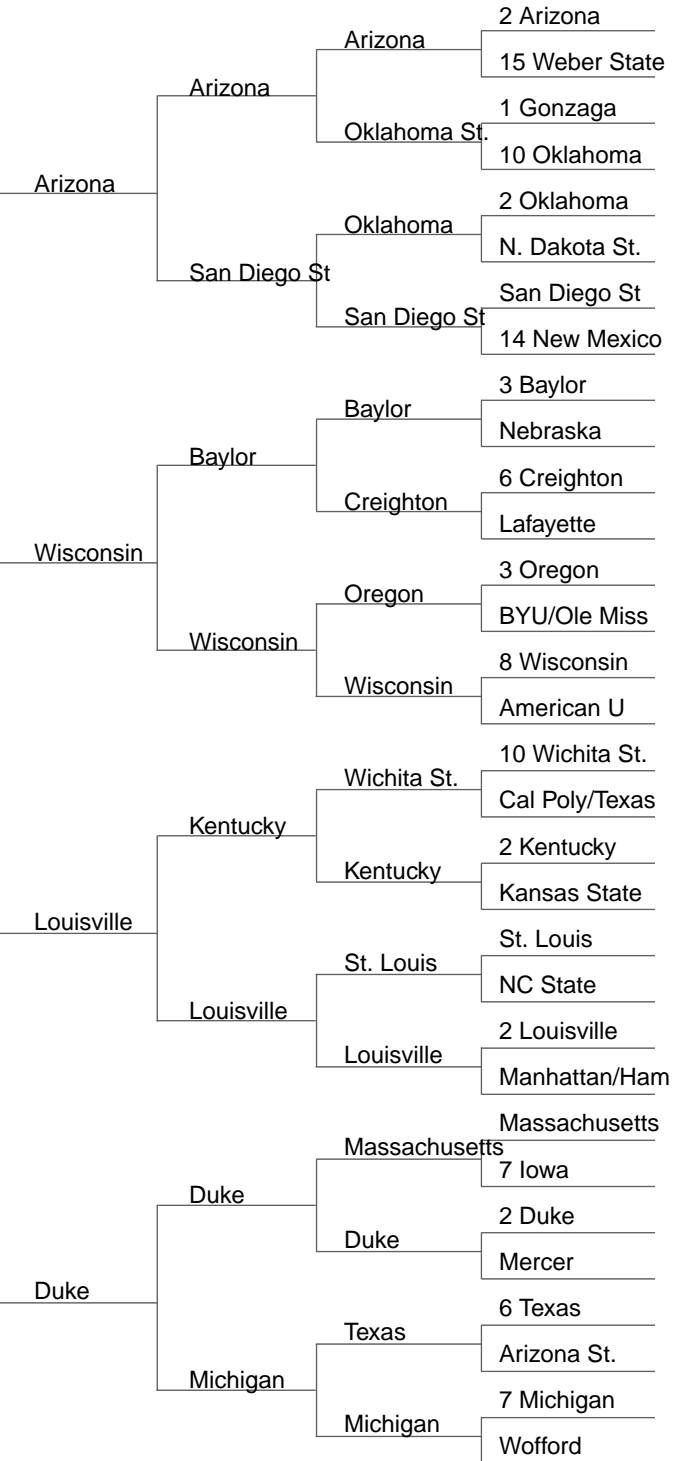 2 Arizona
Arizona
15 Weber State
Arizona
1 Gonzaga
Oklahoma St.
10 Oklahoma
Arizona
2 Oklahoma
Oklahoma
N. Dakota St.
San Diego St
San Diego St
San Diego St
14 New Mexico
3 Baylor
Baylor
Nebraska
Baylor
6 Creighton
Creighton
Lafayette
Wisconsin
3 Oregon
Oregon
BYU/Ole Miss
Wisconsin
8 Wisconsin
Wisconsin
American U
10 Wichita St.
Wichita St.
Cal Poly/Texas
Kentucky
2 Kentucky
Kentucky
Kansas State
Louisville
St. Louis
St. Louis
NC State
Louisville
2 Louisville
Louisville
Manhattan/Ham
Massachusetts
Massachusetts
7 Iowa
Duke
2 Duke
Duke
Mercer
Duke
6 Texas
Texas
Arizona St.
Michigan
7 Michigan
Michigan
Wofford